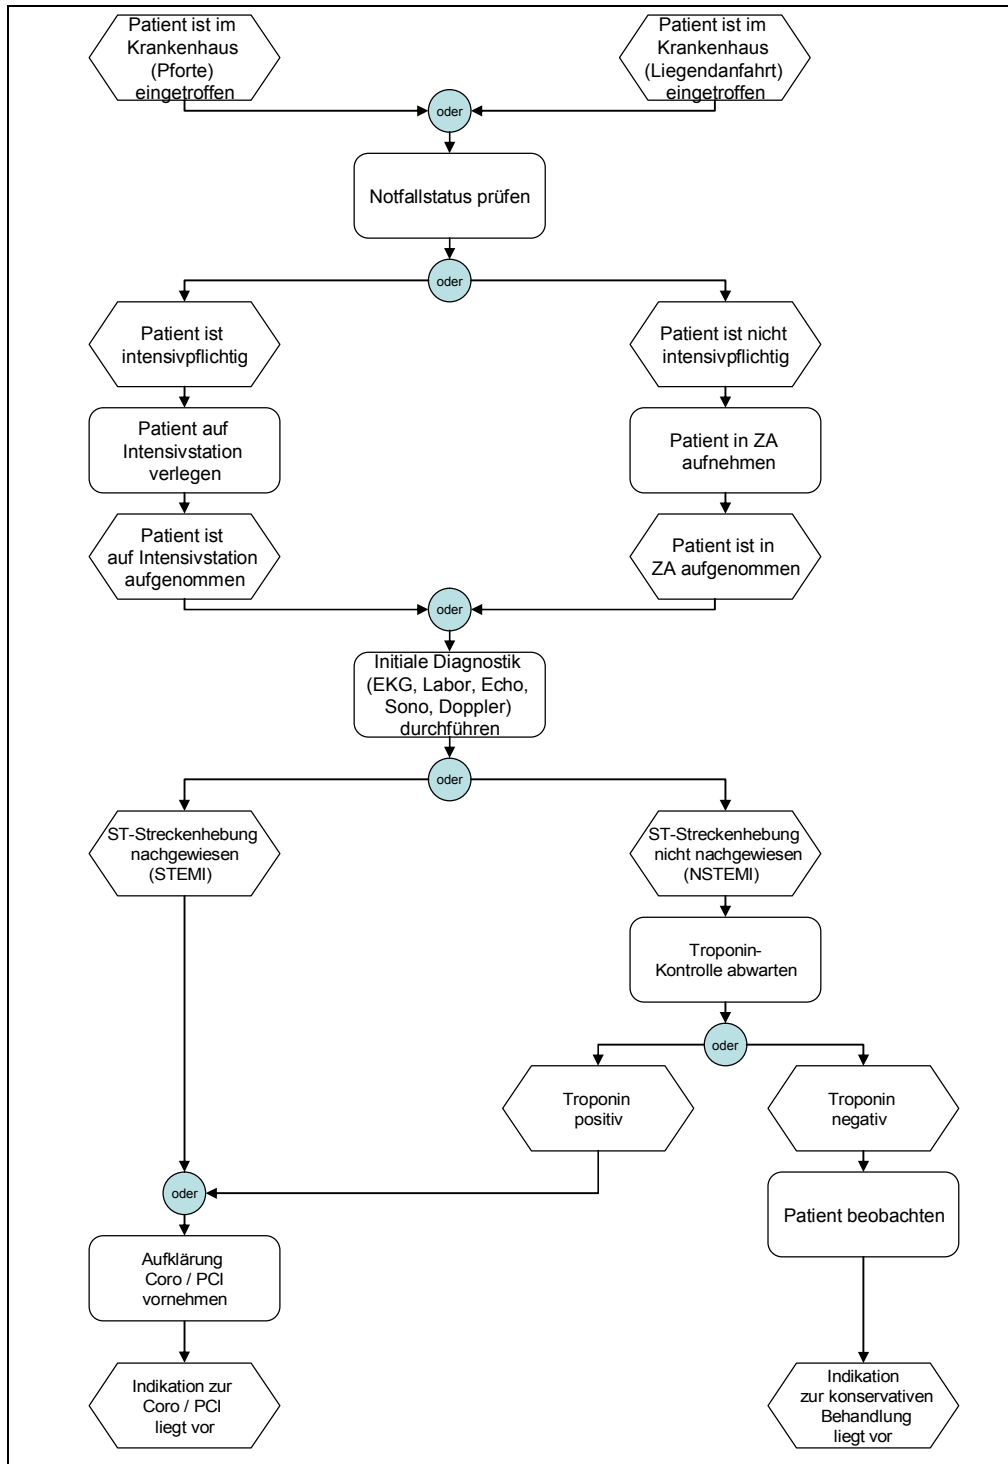 Patient ist im
Krankenhaus
(Pforte)
eingetroffen
Patient ist im
Krankenhaus
(Liegendanfahrt)
eingetroffen
oder
Notfallstatus prüfen
oder
Patient ist
intensivpflichtig
Patient ist nicht
intensivpflichtig
Patient auf
Intensivstation
verlegen
Patient in ZA
aufnehmen
Patient ist
auf Intensivstation
aufgenommen
Patient ist in
ZA aufgenommen
oder
Initiale Diagnostik
(EKG, Labor, Echo,
Sono, Doppler)
durchführen
oder
ST-Streckenhebung
nachgewiesen
(STEMI)
ST-Streckenhebung
nicht nachgewiesen
(NSTEMI)
Troponin-
Kontrolle abwarten
oder
Troponin
positiv
Troponin
negativ
oder
Patient beobachten
Aufklärung
Coro / PCI
vornehmen
Indikation zur
Coro / PCI
liegt vor
Indikation
zur konservativen
Behandlung
liegt vor